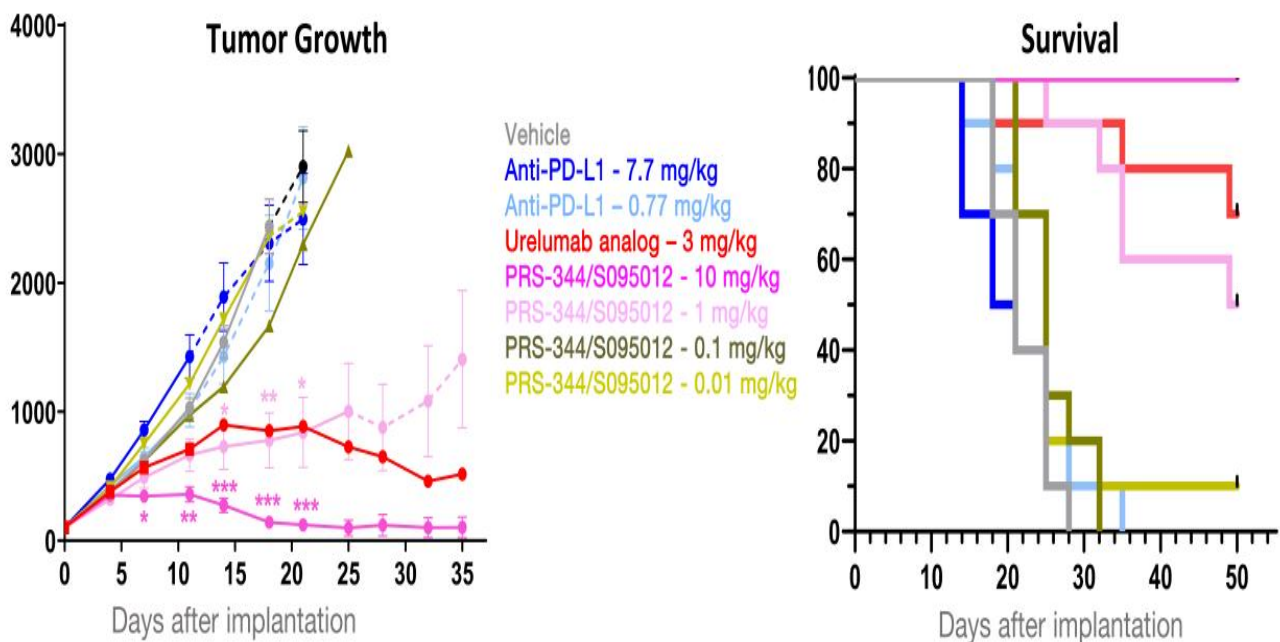 Tumor Growth
4000
3000
2000
1000
0
0 5 10 15 20 25 30 35
Days after implantation
*
**
*
***
***
***
*
**
Vehicle
Anti-PD-L1 - 7.7 mg/kg
Anti-PD-L1 – 0.77 mg/kg
Urelumab analog – 3 mg/kg
PRS-344/S095012 - 10 mg/kg
PRS-344/S095012 - 1 mg/kg
PRS-344/S095012 - 0.1 mg/kg
PRS-344/S095012 - 0.01 mg/kg
Survival
100
80
60
40
20
0
0 10 20 30 40 50
Days after implantation